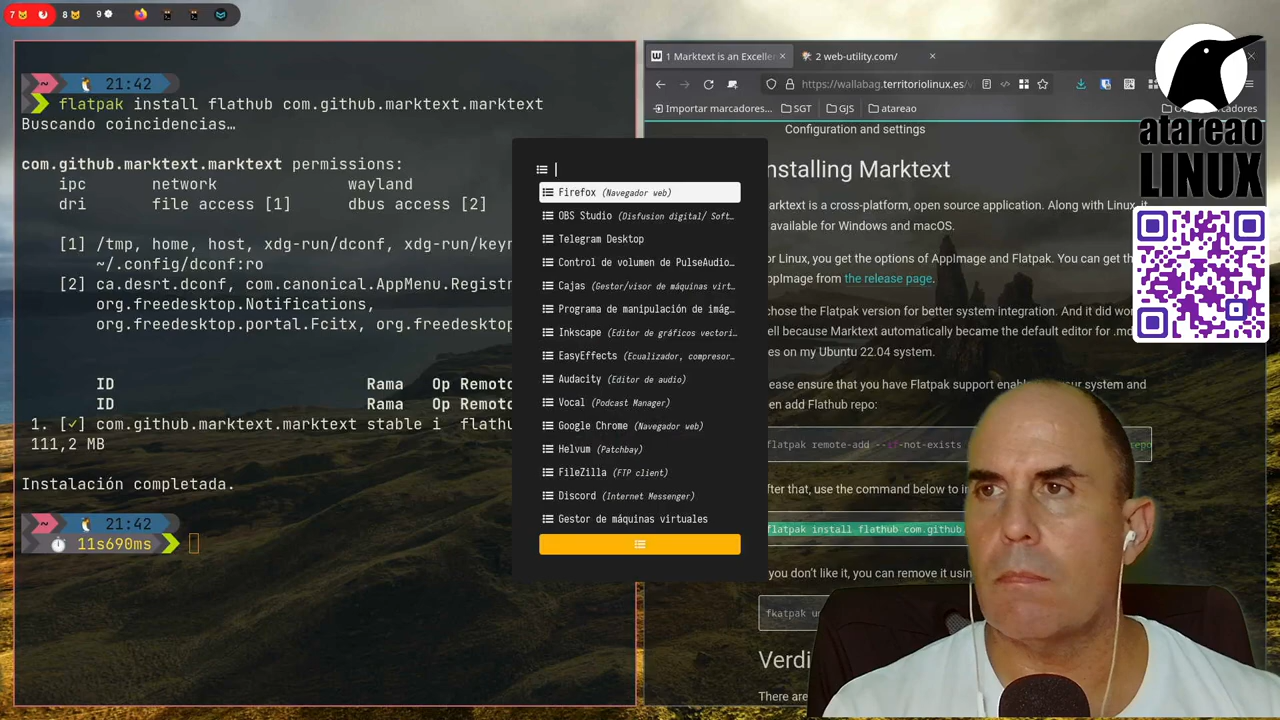 7
8
9
~ 21:42
flatpak install flathub com.github.marktext.marktext
Buscando coincidencias…
com.github.marktext.marktext permissions:
ipc network wayland
dri file access [1] dbus access [2]
[1] /tmp, home, host, xdg-run/dconf, xdg-run/keyr
~/.config/dconf:ro
[2] ca.desrt.dconf, com.canonical.AppMenu.Registr
org.freedesktop.Notifications,
org.freedesktop.portal.Fcitx, org.freedesktop
ID Rama Op Remoto
ID Rama Op Remoto
1. [✓] com.github.marktext.marktext stable i flathu
111,2 MB
Instalación completada.
~ 21:42
11s690ms
Firefox (Navegador web)
OBS Studio (Disfusion digital/ Soft…
Telegram Desktop
Control de volumen de PulseAudio…
Cajas (Gestor/visor de máquinas virt…
Programa de manipulación de imág…
Inkscape (Editor de gráficos vectori…
EasyEffects (Ecualizador, compresor…
Audacity (Editor de audio)
Vocal (Podcast Manager)
Google Chrome (Navegador web)
Helvum (Patchbay)
FileZilla (FTP client)
Discord (Internet Messenger)
Gestor de máquinas virtuales
1 Marktext is an Excellen
2 web-utility.com/
https://wallabag.territoriolinux.es/v
Importar marcadores… SGT GJS atareao
Configuration and settings
nstalling Marktext
arktext is a cross-platform, open source application. Along with Linux, it
available for Windows and macOS.
or Linux, you get the options of AppImage and Flatpak. You can get th
ppImage from the release page.
chose the Flatpak version for better system integration. And it did wor
ell because Marktext automatically became the default editor for .md
es on my Ubuntu 22.04 system.
ease ensure that you have Flatpak support enab system and
en add Flathub repo:
flatpak remote-add --if-not-exists repo
fter that, use the command below to in
flatpak install flathub com.github.
you don't like it, you can remove it usin
fkatpak u
Verdi
There are
atareao
LINUX